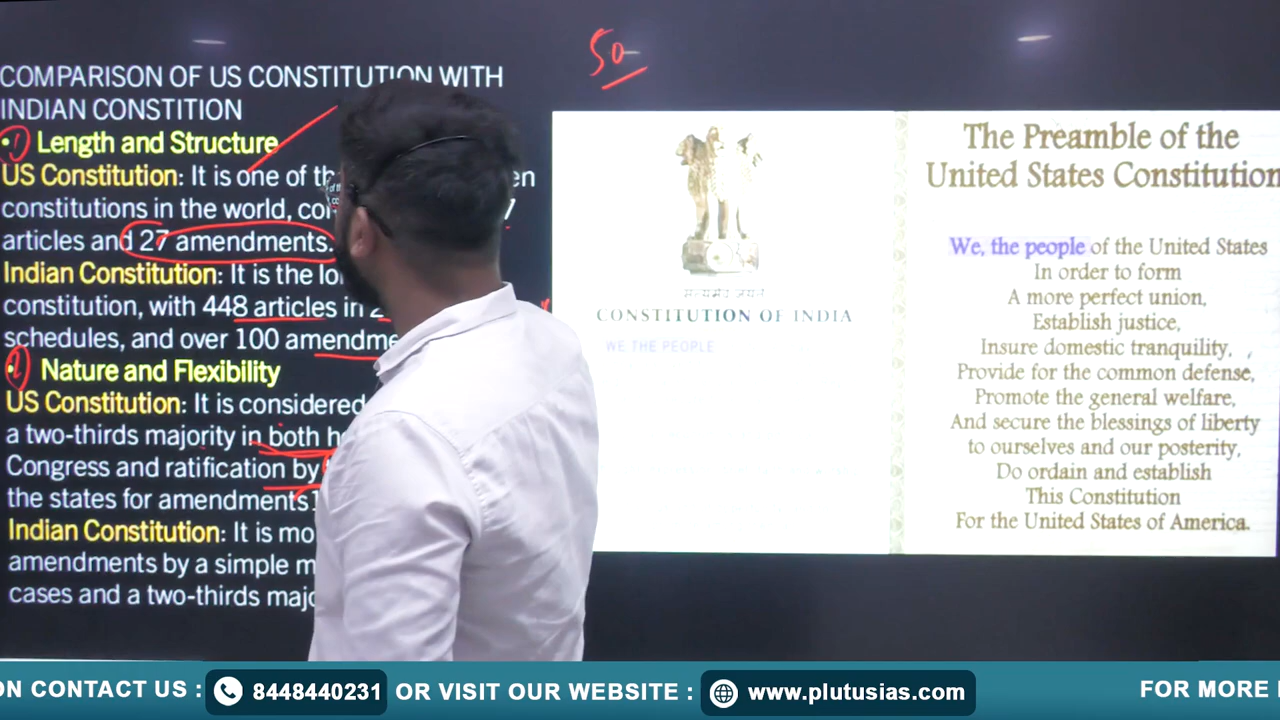 50
COMPARISON OF US CONSTITUTION WITH
INDIAN CONSTITION
1 Length and Structure
US Constitution: It is one of
constitutions in the world,
articles and 27 amendments.
Indian Constitution: It is the
constitution, with 448 articles in
schedules, and over 100
2 Nature and Flexibility
US Constitution: It is considered
a two-thirds majority in both
Congress and ratification by
the states for amendments
Indian Constitution: It is
amendments by a simple
cases and a two-thirds
सत्यमेव जयते
CONSTITUTION OF INDIA
WE THE PEOPLE
The Preamble of the
United States Constitution
We, the people of the United States
In order to form
A more perfect union,
Establish justice,
Insure domestic tranquility,
Provide for the common defense,
Promote the general welfare,
And secure the blessings of liberty
to ourselves and our posterity,
Do ordain and establish
This Constitution
For the United States of America.
ON CONTACT US : 8448440231 OR VISIT OUR WEBSITE : www.plutusias.com FOR MORE